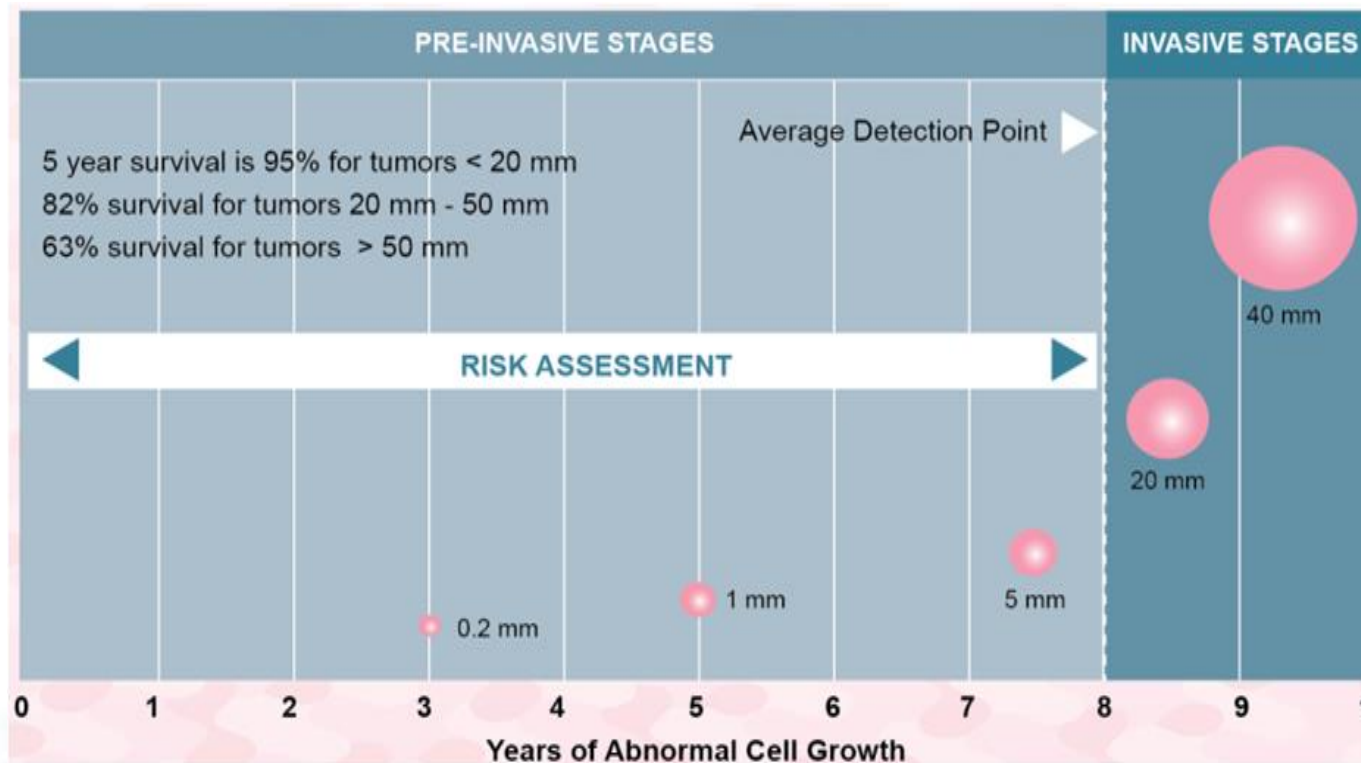 PRE-INVASIVE STAGES
INVASIVE STAGES
Average Detection Point
5 year survival is 95% for tumors < 20 mm
82% survival for tumors 20 mm - 50 mm
63% survival for tumors > 50 mm
40 mm
RISK ASSESSMENT
20 mm
5 mm
1 mm
0.2 mm
0 1 2 3 4 5 6 7 8 9
Years of Abnormal Cell Growth